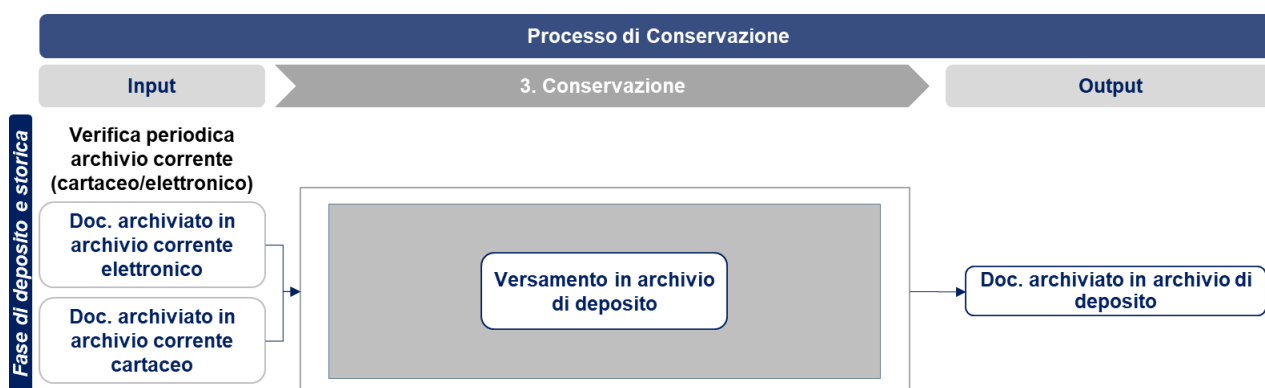 Processo di Conservazione
Input
3. Conservazione
Output
Fase di deposito e storica
Verifica periodica
archivio corrente
(cartaceo/elettronico)
Doc. archiviato in
archivio corrente
elettronico
Doc. archiviato in
archivio corrente
cartaceo
Versamento in archivio
di deposito
Doc. archiviato in archivio di
deposito